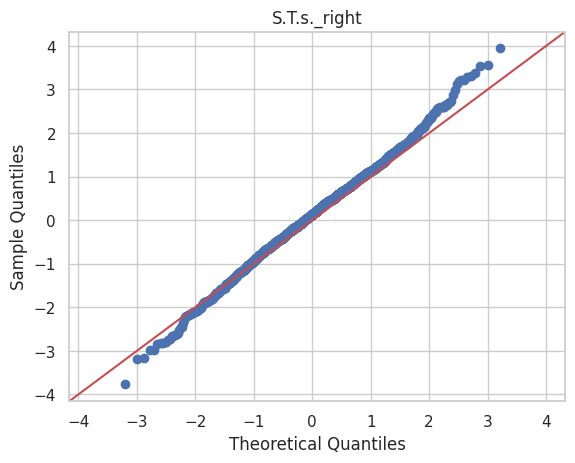 S.T.s._right
4
3
2
1
0
−1
−2
−3
−4
Sample Quantiles
−4 −3 −2 −1 0 1 2 3 4
Theoretical Quantiles